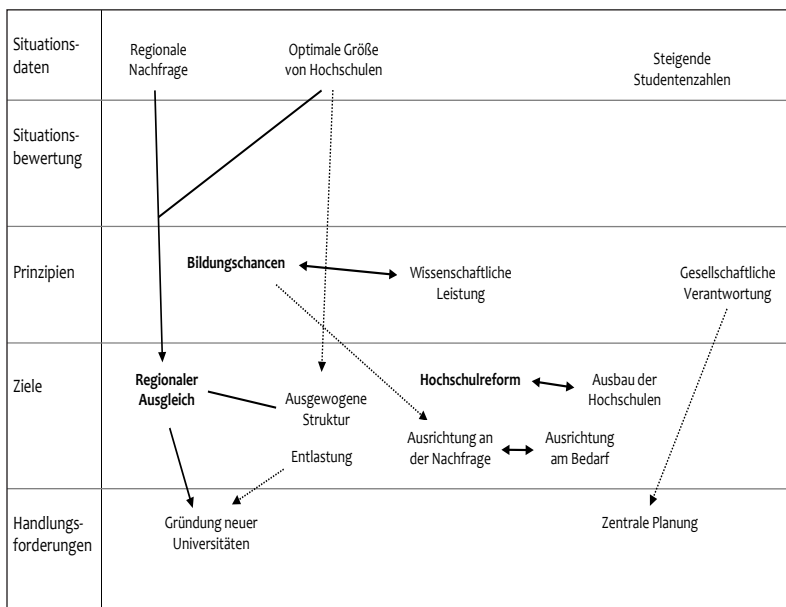 Situations-
daten
Regionale
Nachfrage
Optimale Größe
von Hochschulen
Steigende
Studentenzahlen
Situations-
bewertung
Prinzipien
Bildungschancen
Wissenschaftliche
Leistung
Gesellschaftliche
Verantwortung
Ziele
Regionaler
Ausgleich
Ausgewogene
Struktur
Hochschulreform
Ausbau der
Hochschulen
Entlastung
Ausrichtung an
der Nachfrage
Ausrichtung
am Bedarf
Handlungs-
forderungen
Gründung neuer
Universitäten
Zentrale Planung